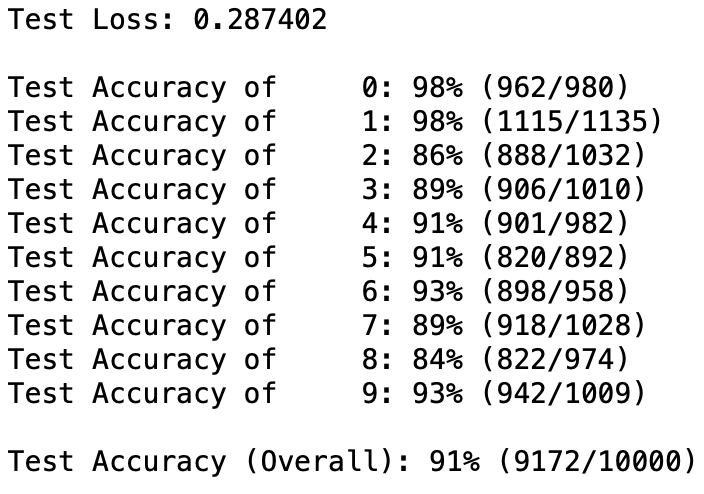 Test Loss: 0.287402
Test Accuracy of     0: 98% (962/980)
Test Accuracy of     1: 98% (1115/1135)
Test Accuracy of     2: 86% (888/1032)
Test Accuracy of     3: 89% (906/1010)
Test Accuracy of     4: 91% (901/982)
Test Accuracy of     5: 91% (820/892)
Test Accuracy of     6: 93% (898/958)
Test Accuracy of     7: 89% (918/1028)
Test Accuracy of     8: 84% (822/974)
Test Accuracy of     9: 93% (942/1009)
Test Accuracy (Overall): 91% (9172/10000)